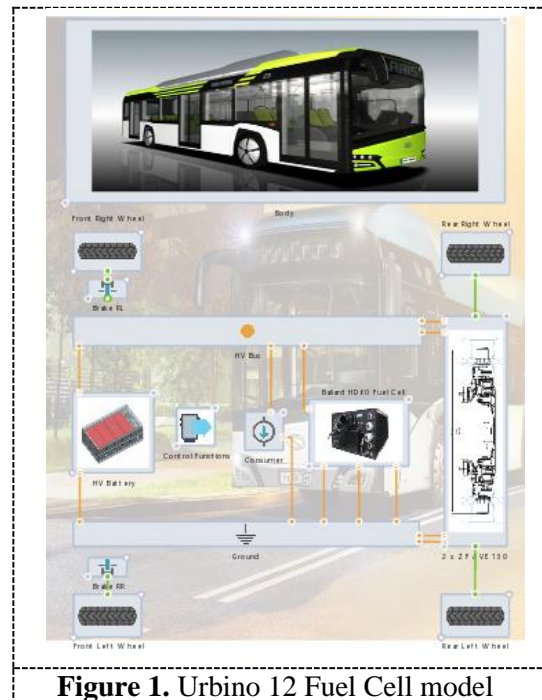 Body
Front Right Wheel
Rear Right Wheel
Brake RL
HV Bus
Ballard HD60 Fuel Cell
Control Functions
Consumer
HV Battery
Ground
2 x ZF AVE 130
Brake RR
Front Left Wheel
Rear Left Wheel
Figure 1. Urbino 12 Fuel Cell model